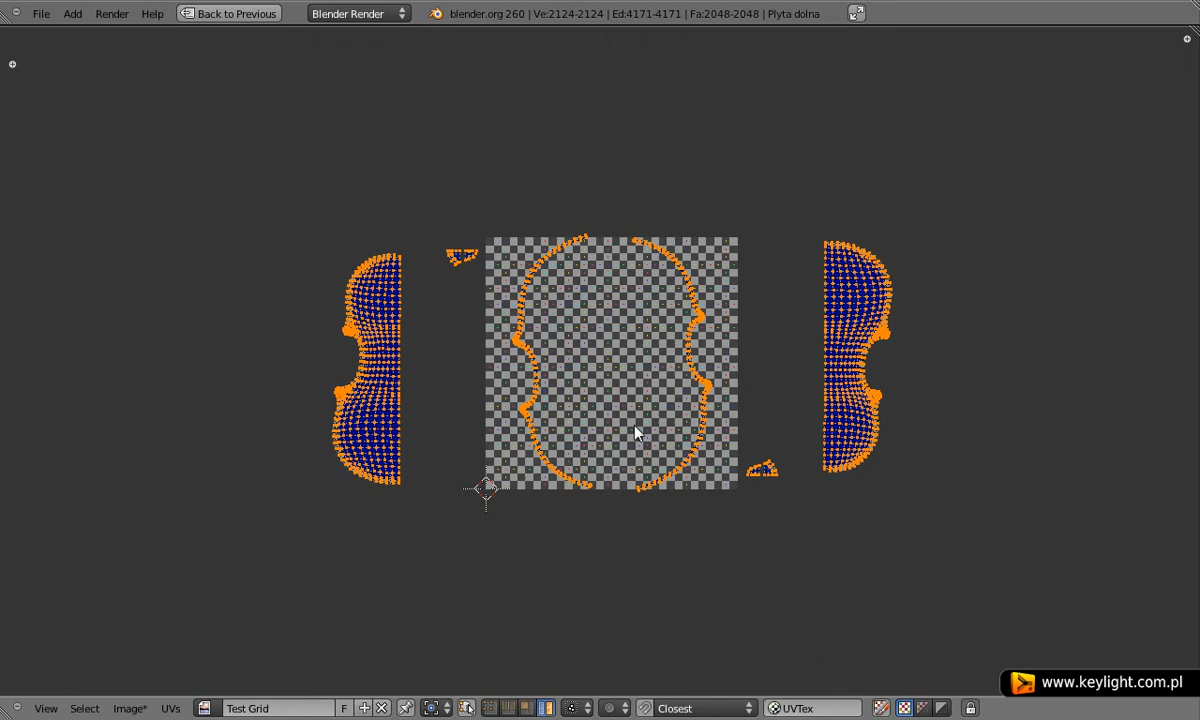 File Add Render Help Back to Previous Blender Render blender.org 260 | Ve:2124-2124 | Ed:4171-4171 | Fa:2048-2048 | Plyta dolna
www.keylight.com.pl
View Select Image* UVs Test Grid F Closest UVTex